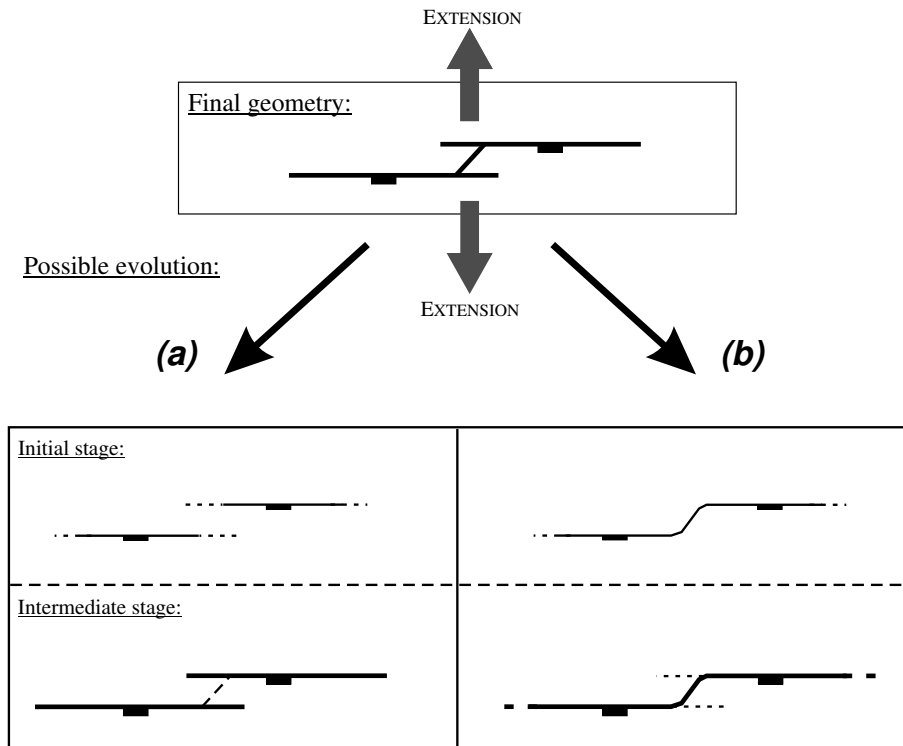 EXTENSION
Final geometry:
Possible evolution:
EXTENSION
(a)
(b)
Initial stage:
Intermediate stage: